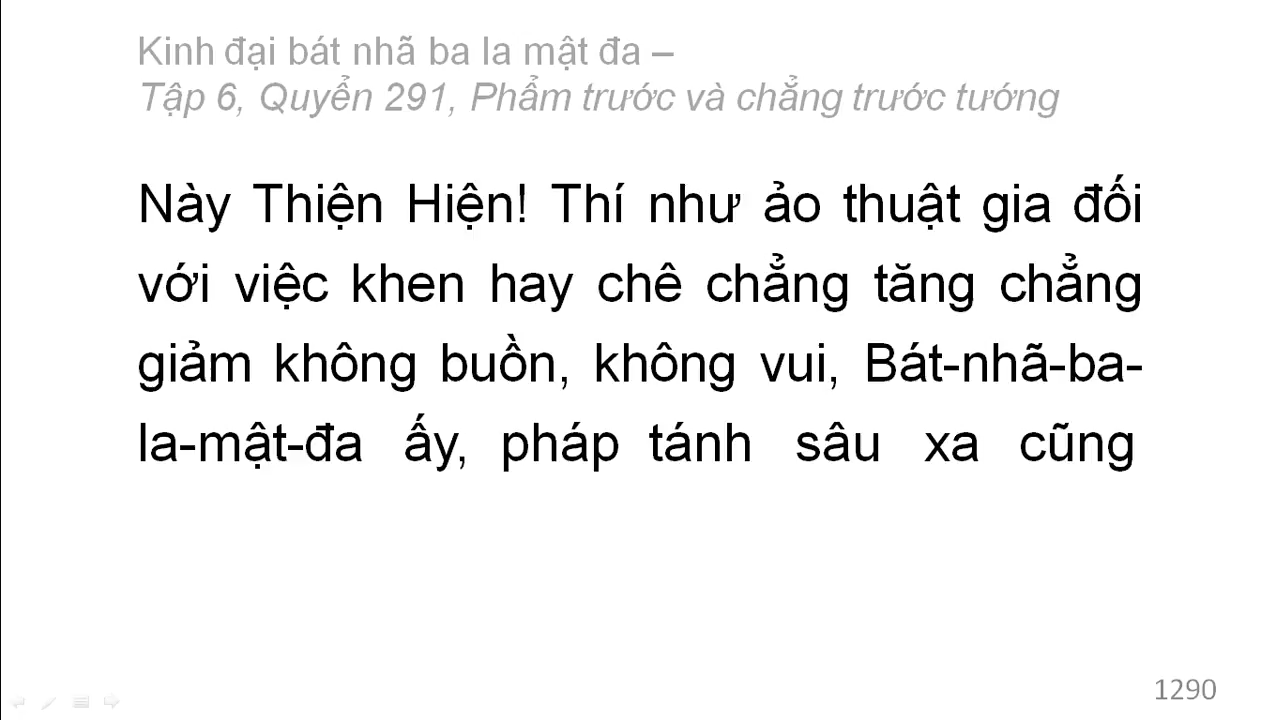 Kinh đại bát nhã ba la mật đa –
Tập 6, Quyển 291, Phẩm trước và chẳng trước tướng
Này Thiện Hiện! Thí như ảo thuật gia đối
với việc khen hay chê chẳng tăng chẳng
giảm không buồn, không vui, Bát-nhã-ba-
la-mật-đa ấy, pháp tánh sâu xa cũng
1290